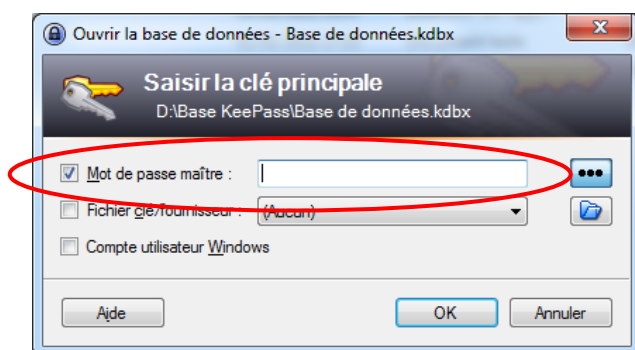 Ouvrir la base de données - Base de données.kdbx
Saisir la clé principale
D:\Base KeePass\Base de données.kdbx
Mot de passe maître :
Fichier clé/fournisseur : (Aucun)
Compte utilisateur Windows
Aide OK Annuler